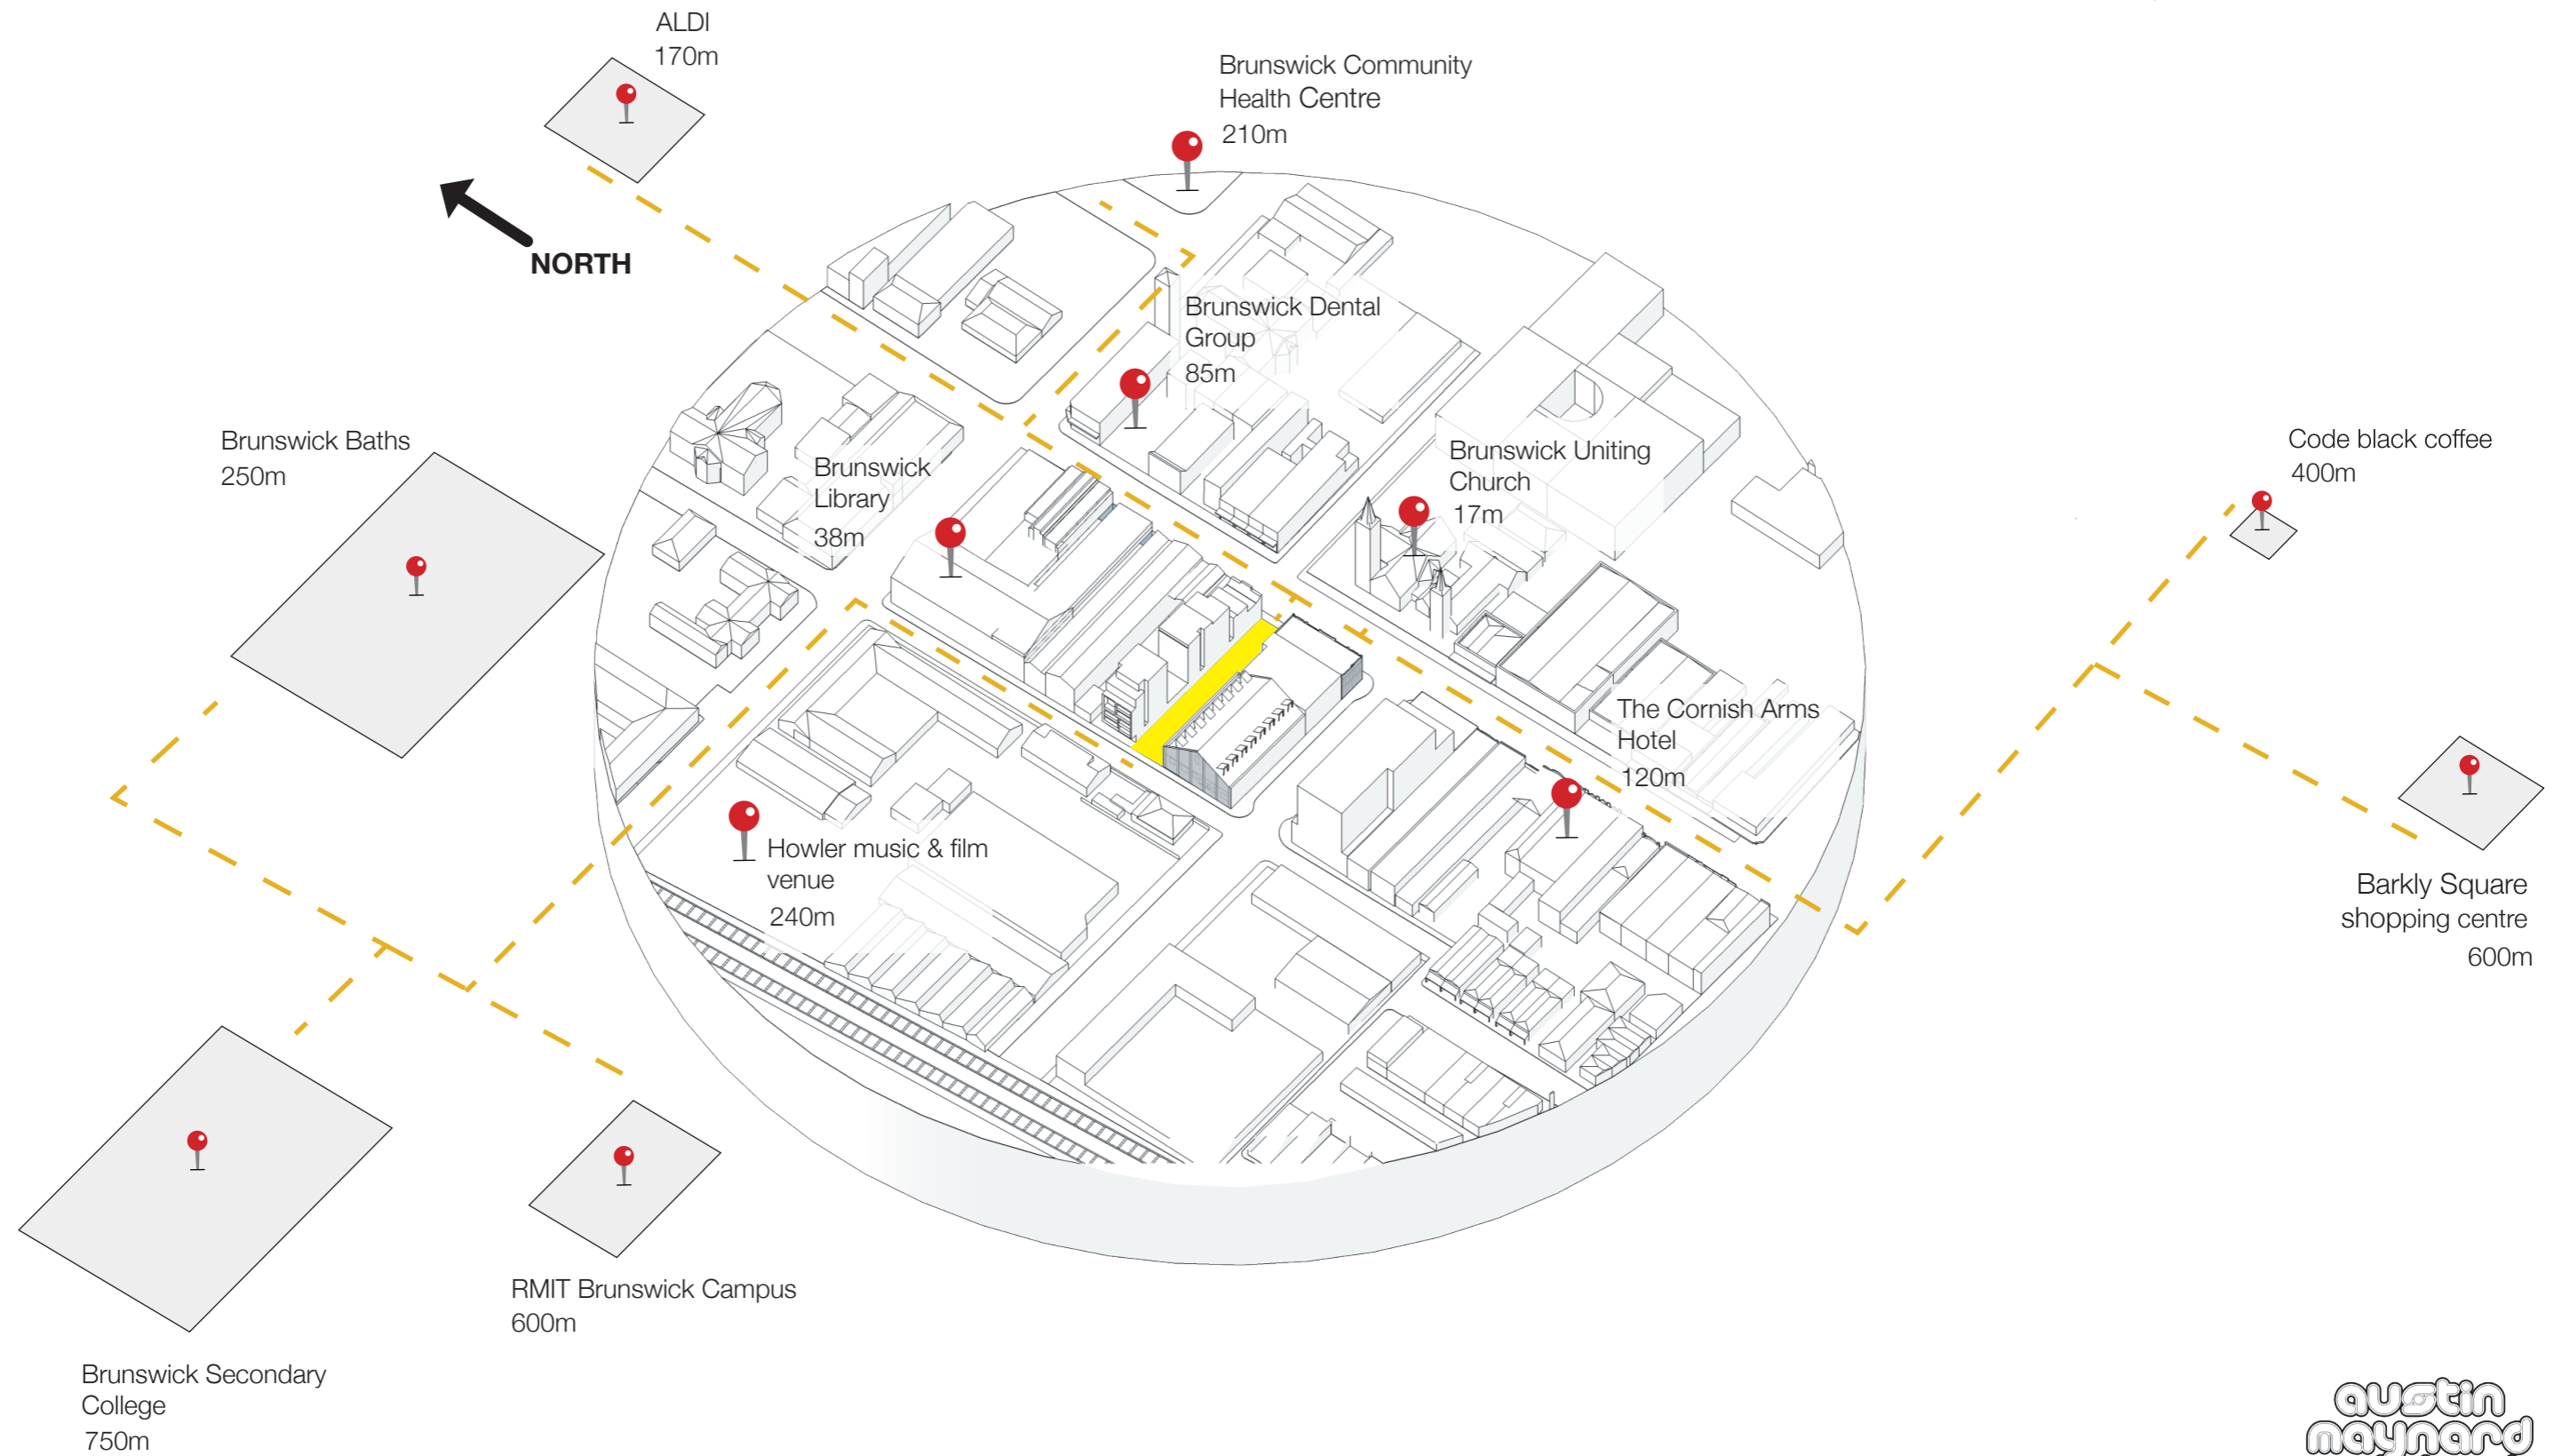 ALDI
170m
Brunswick Community
Health Centre
210m
NORTH
Brunswick Dental
Group
85m
Brunswick Baths
250m
Brunswick
Library
38m
Brunswick Uniting
Church
17m
Code black coffee
400m
The Cornish Arms
Hotel
120m
Howler music & film
venue
240m
Barkly Square
shopping centre
600m
RMIT Brunswick Campus
600m
Brunswick Secondary
College
750m
austin
maynard